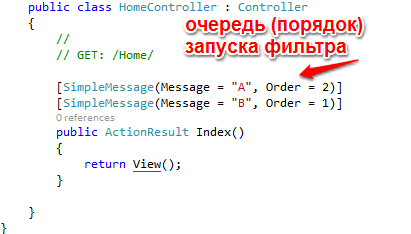 public class HomeController : Controller
{
очередь (порядок)
запуска фильтра
//
// GET: /Home/
[SimpleMessage(Message = "A", Order = 2)]
[SimpleMessage(Message = "B", Order = 1)]
0 references
public ActionResult Index()
{
return View();
}
}
}